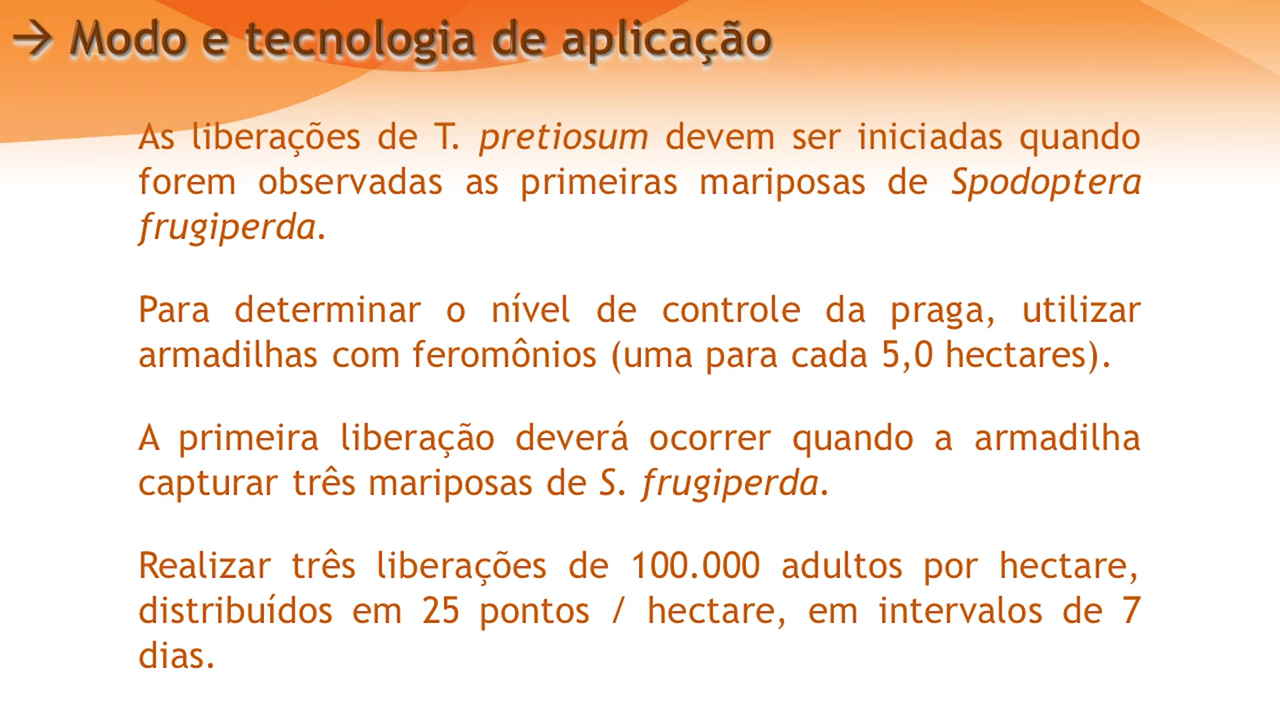 → Modo e tecnologia de aplicação
As liberações de T. pretiosum devem ser iniciadas quando
forem observadas as primeiras mariposas de Spodoptera
frugiperda.
Para determinar o nível de controle da praga, utilizar
armadilhas com feromônios (uma para cada 5,0 hectares).
A primeira liberação deverá ocorrer quando a armadilha
capturar três mariposas de S. frugiperda.
Realizar três liberações de 100.000 adultos por hectare,
distribuídos em 25 pontos / hectare, em intervalos de 7
dias.